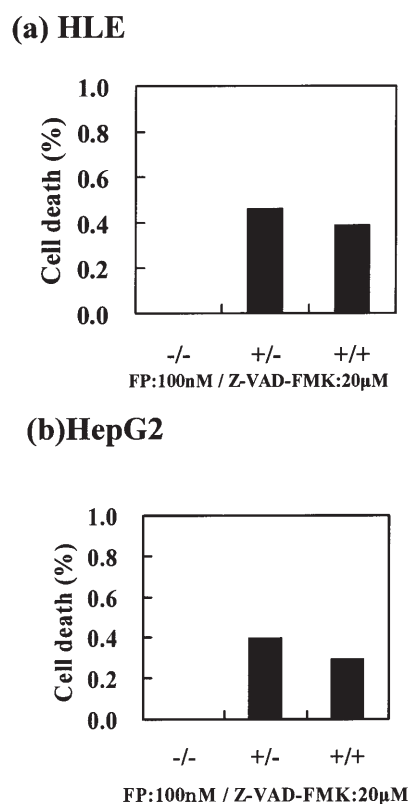 (a) HLE
1.0
0.8
0.6
0.4
0.2
0.0
Cell death (%)
-/- +/- +/+
FP:100nM / Z-VAD-FMK:20μM
(b)HepG2
1.0
0.8
0.6
0.4
0.2
0.0
Cell death (%)
-/- +/- +/+
FP:100nM / Z-VAD-FMK:20μM